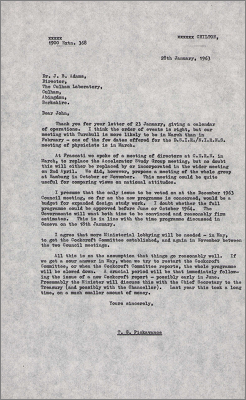 xxxxx
xxxxxx CHILTON,
1900 Extn. 368
28th January, 1963
Dr. J. B. Adams,
Director,
The Culham Laboratory,
Culham,
Abingdon,
Berkshire.
Dear John,
Thank you for your letter of 23 January, giving a calendar
of operations. I think the order of events is right, but our
meeting with Turnbull is more likely to be in March than in
February - one of the few dates offered for the D.S.I.R./N.I.R.N.S.
meeting of physicists is in March.
At Frascati we spoke of a meeting of directors at C.E.R.N. in
March, to replace the Accelerator Study Group meeting, but no doubt
this will either be replaced by or incorporated in the wider meeting
on 2nd April. We did, however, propose a meeting of the whole group
at Hamburg in October or November. This could be quite
useful for comparing views on national attitudes.
I presume that the only issue to be voted on at the December 1963
Council meeting, so far as the new programmes is concerned, would be a
budget for expanded design study work. I doubt whether the full
programme could be approved before June or October 1964. The
Governments will want both time to be convinced and reasonably firm
estimates. This is in line with the time programme discussed in
Geneva on the 18th January.
I agree that more Ministerial lobbying will be needed - in May,
to get the Cockcroft Committee established, and again in November between
the two Council meetings.
All this is on the assumption that things go reasonably well. If
we got a sour answer in May, when we try to restart the Cockcroft
Committee, or when the Cockcroft Committee reports, the whole programme
will be slowed down. A crucial period will be that immediately follow-
ing the issue of a new Cockcroft report - possibly early in June.
Presumably the Minister will discuss this with the Chief Secretary to the
Treasury (and possibly with the Chancellor). Last year this took a long
time, on a much smaller amount of money.
Yours sincerely,
T. G. Pickavance